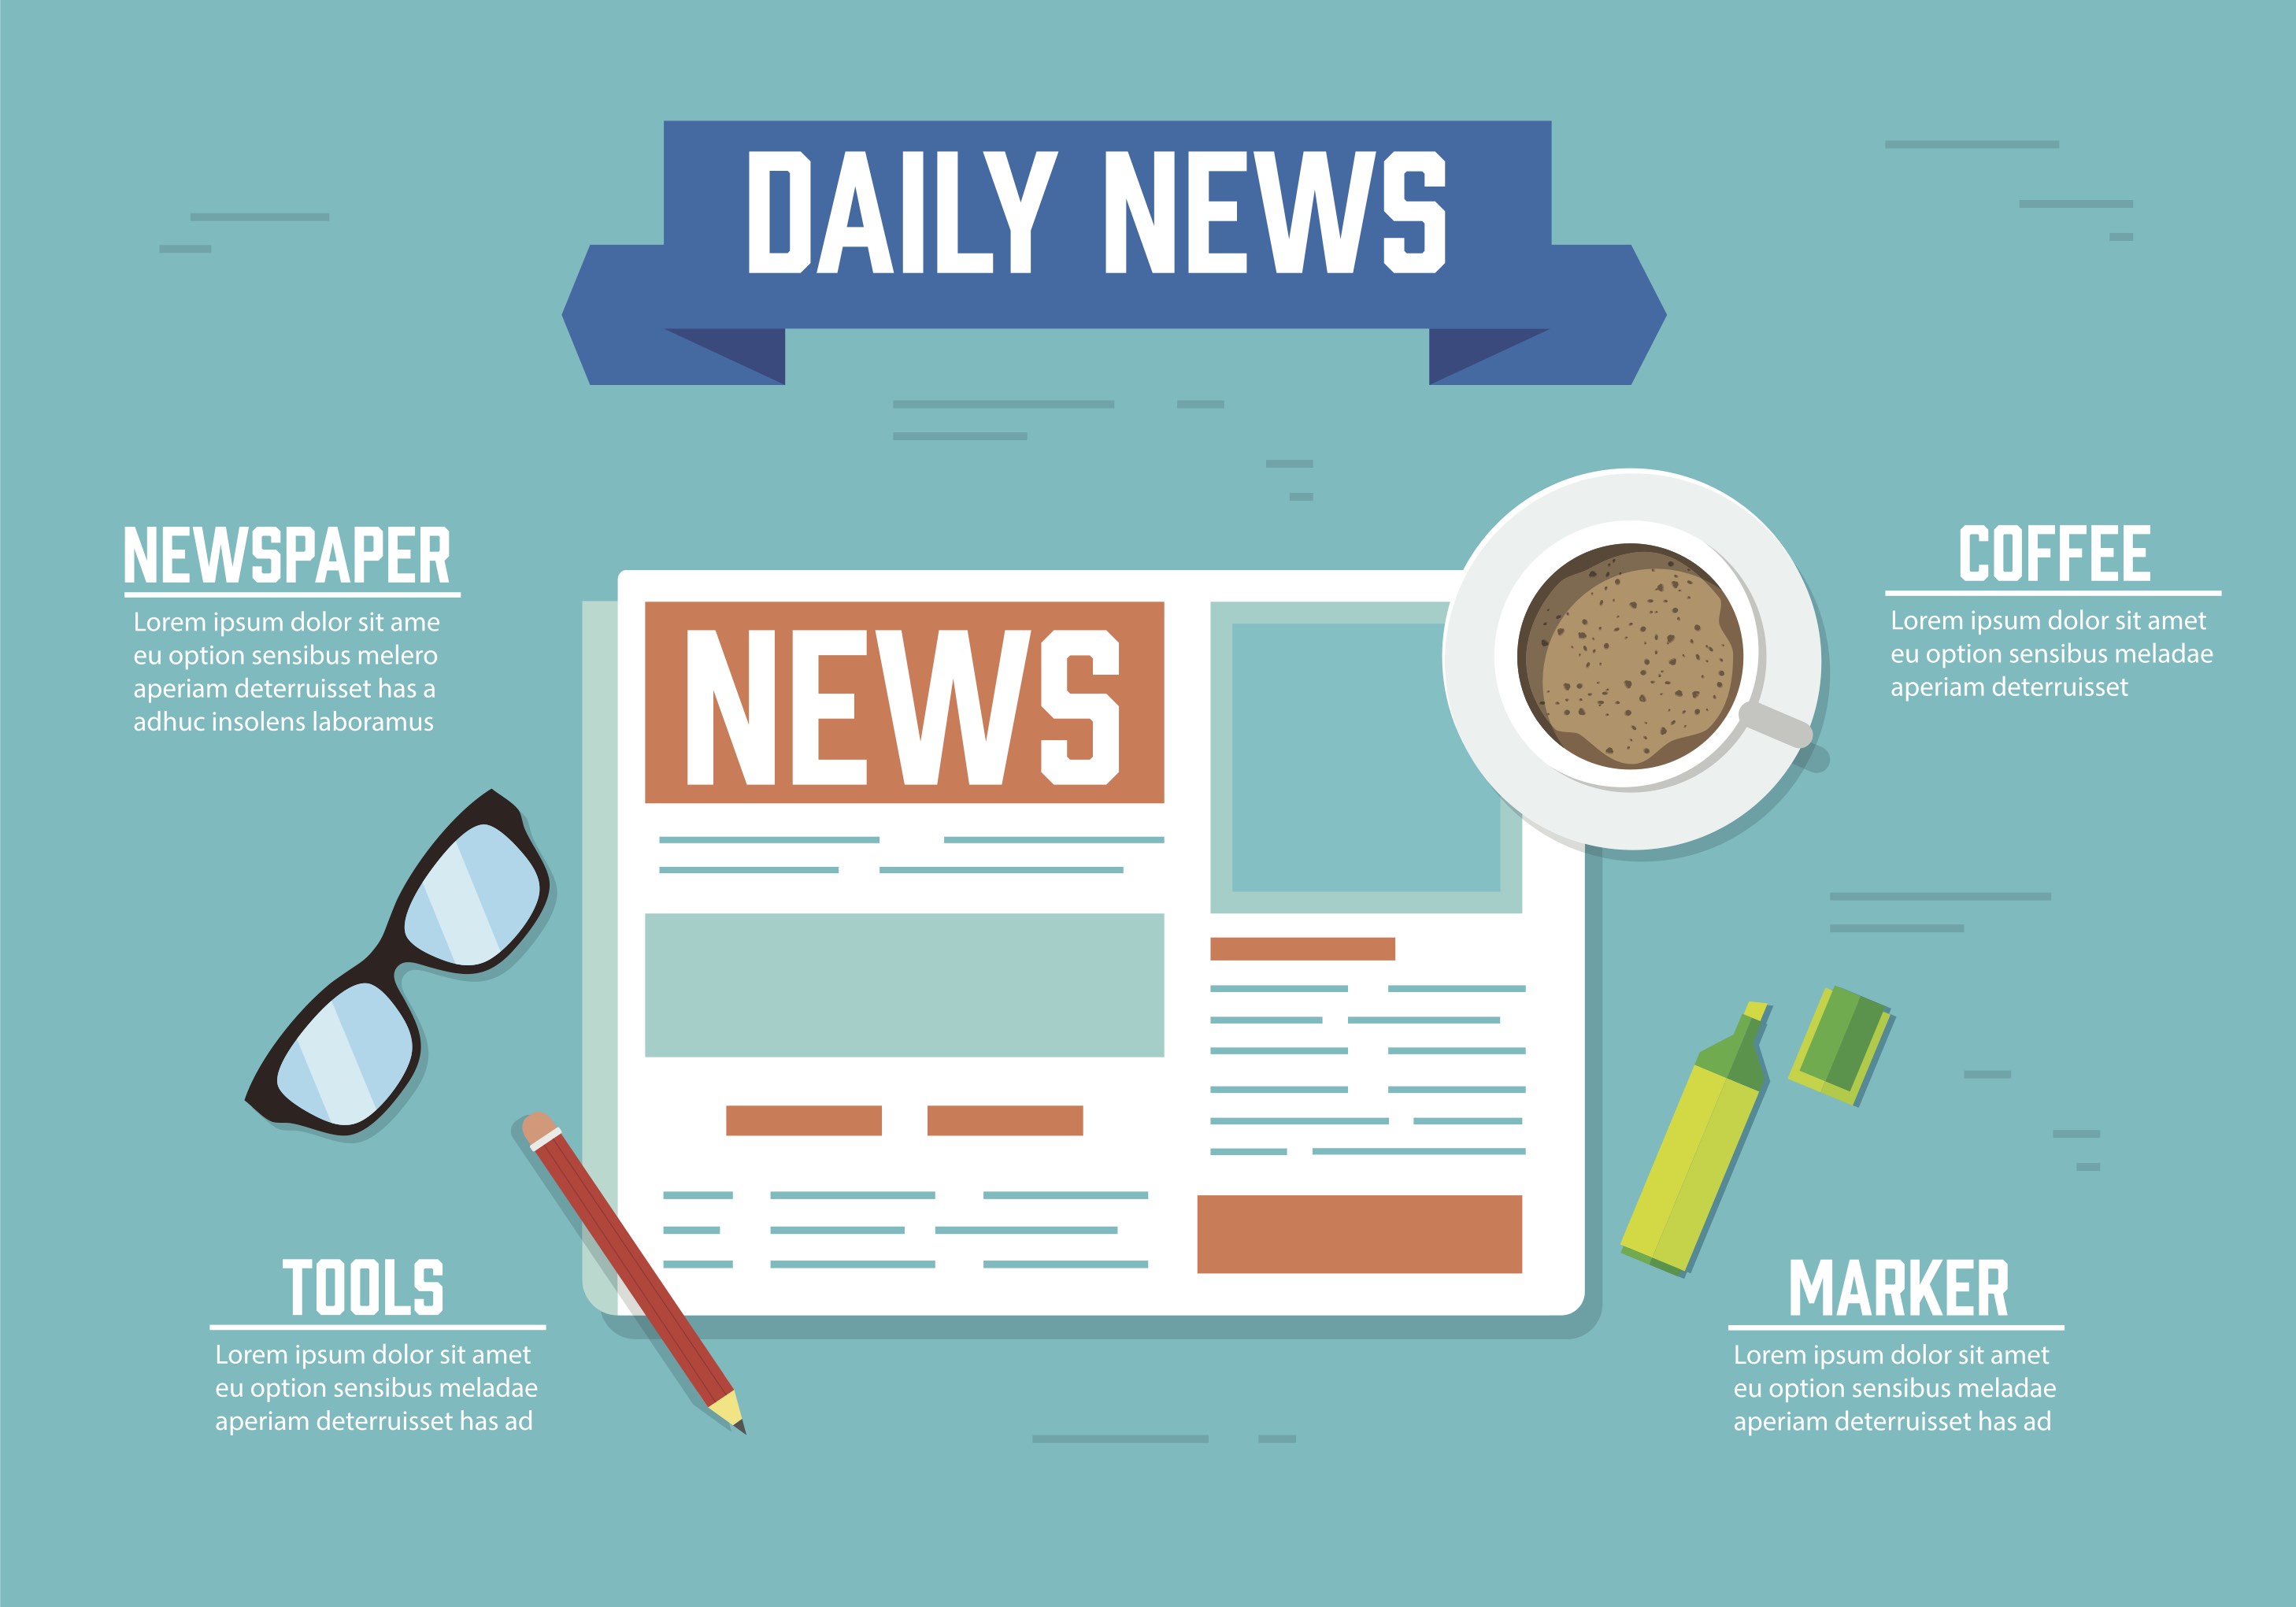 DAILY NEWS
NEWSPAPER
Lorem ipsum dolor sit ame
eu option sensibus melero
aperiam deterruisset has a
adhuc insolens laboramus
NEWS
COFFEE
Lorem ipsum dolor sit amet
eu option sensibus meladae
aperiam deterruisset
TOOLS
Lorem ipsum dolor sit amet
eu option sensibus meladae
aperiam deterruisset has ad
MARKER
Lorem ipsum dolor sit amet
eu option sensibus meladae
aperiam deterruisset has ad